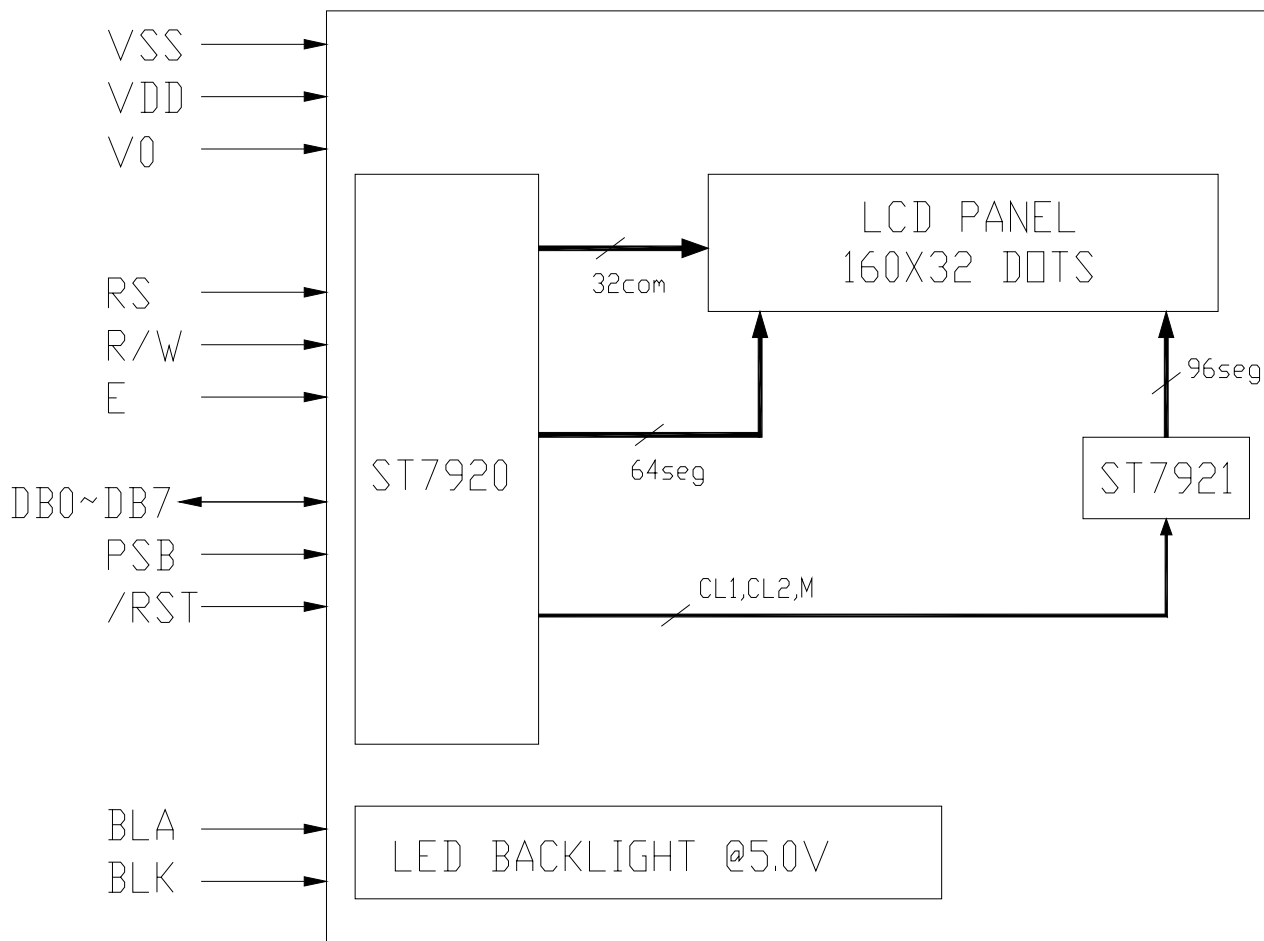 VSS
VDD
V0
RS
R/W
E
DB0~DB7
PSB
/RST
BLA
BLK
ST7920
32com
64seg
CL1,CL2,M
LCD PANEL
160X32 DOTS
96seg
ST7921
LED BACKLIGHT @5.0V